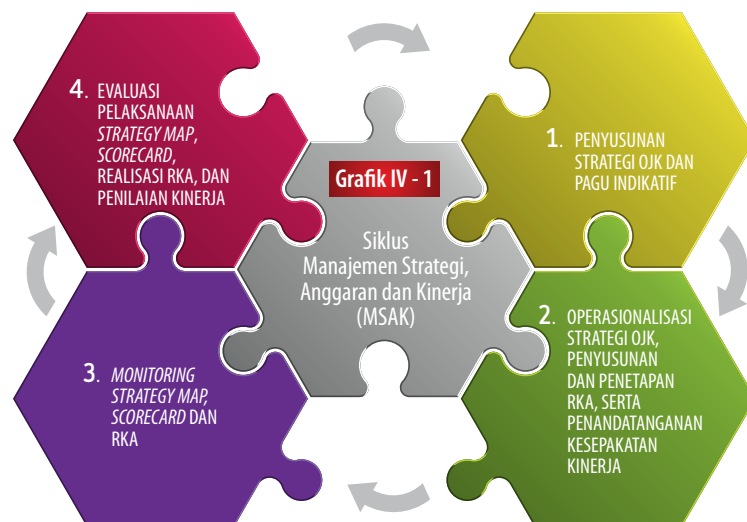 Grafik IV - 1
Siklus
Manajemen Strategi,
Anggaran dan Kinerja
(MSAK)
1. PENYUSUNAN
STRATEGI OJK DAN
PAGU INDIKATIF
2. OPERASIONALISASI
STRATEGI OJK,
PENYUSUNAN
DAN PENETAPAN
RKA, SERTA
PENANDATANGANAN
KESEPAKATAN
KINERJA
3. MONITORING
STRATEGY MAP,
SCORECARD DAN
RKA
4. EVALUASI
PELAKSANAAN
STRATEGY MAP,
SCORECARD,
REALISASI RKA, DAN
PENILAIAN KINERJA